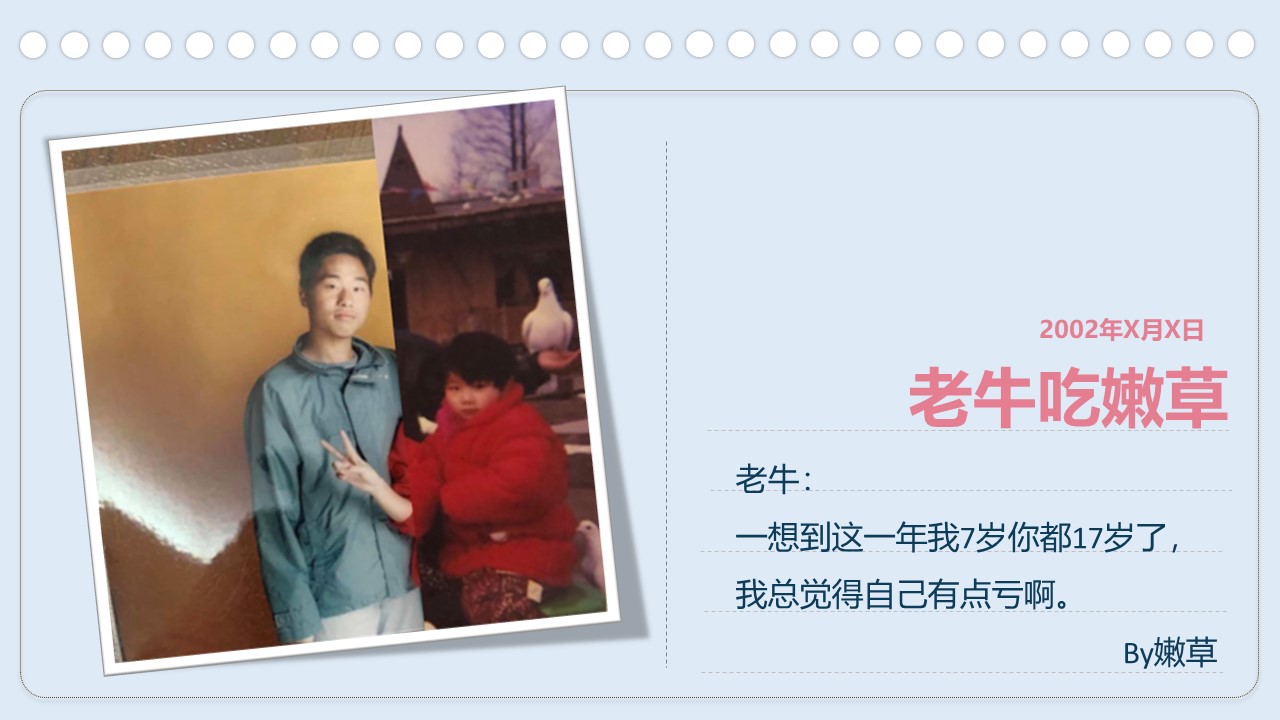 2002年X月X日
老牛吃嫩草
老牛：
一想到这一年我7岁你都17岁了，
我总觉得自己有点亏啊。
By嫩草